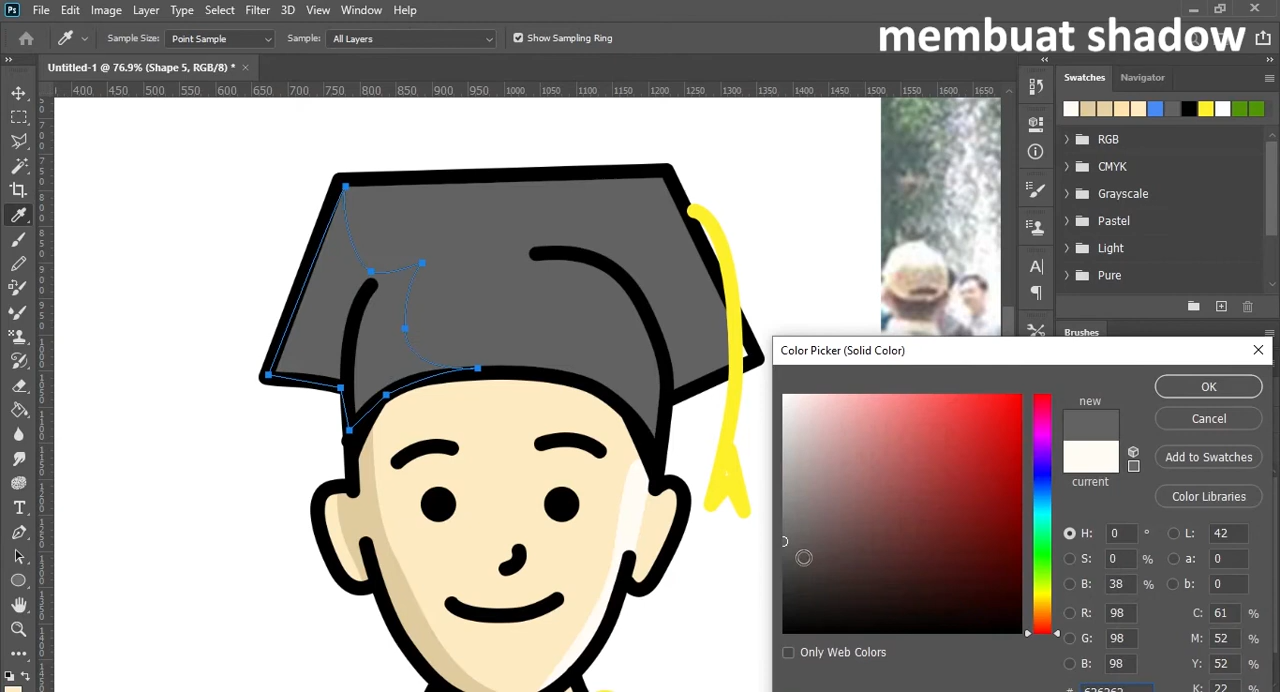 Ps File Edit Image Layer Type Select Filter 3D View Window Help
membuat shadow
Sample Size: Point Sample Sample: All Layers Show Sampling Ring
Untitled-1 @ 76.9% (Shape 5, RGB/8) * ×
400 450 500 550 600 650 700 750 800 850 900 950 1000 1050 1100 1150 1200 1250 1300 1350 1400 1450 1500 1550 1600 1650
Swatches Navigator
RGB
CMYK
Grayscale
Pastel
Light
Pure
Brushes
Color Picker (Solid Color)
new
current
OK
Cancel
Add to Swatches
Color Libraries
H: 0 ° L: 42
S: 0 % a: 0
B: 38 % b: 0
R: 98 C: 61 %
G: 98 M: 52 %
B: 98 Y: 52 %
# 626262 K: 22 %
Only Web Colors